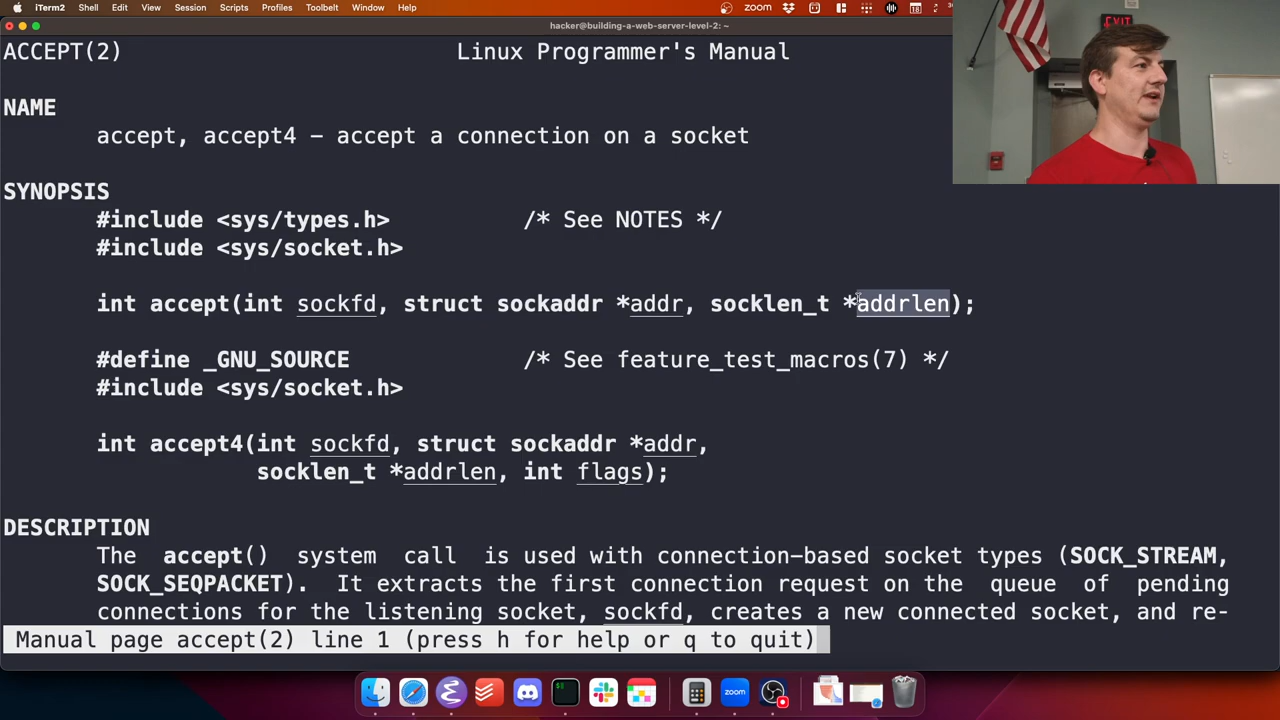 iTerm2 Shell Edit View Session Scripts Profiles Toolbelt Window Help zoom
hacker@building-a-web-server-level-2: ~
EXIT
ACCEPT(2) Linux Programmer's Manual
NAME
accept, accept4 - accept a connection on a socket
SYNOPSIS
#include <sys/types.h> /* See NOTES */
#include <sys/socket.h>
int accept(int sockfd, struct sockaddr *addr, socklen_t *addrlen);
#define _GNU_SOURCE /* See feature_test_macros(7) */
#include <sys/socket.h>
int accept4(int sockfd, struct sockaddr *addr,
socklen_t *addrlen, int flags);
DESCRIPTION
The accept() system call is used with connection-based socket types (SOCK_STREAM,
SOCK_SEQPACKET). It extracts the first connection request on the queue of pending
connections for the listening socket, sockfd, creates a new connected socket, and re-
Manual page accept(2) line 1 (press h for help or q to quit)
zoom